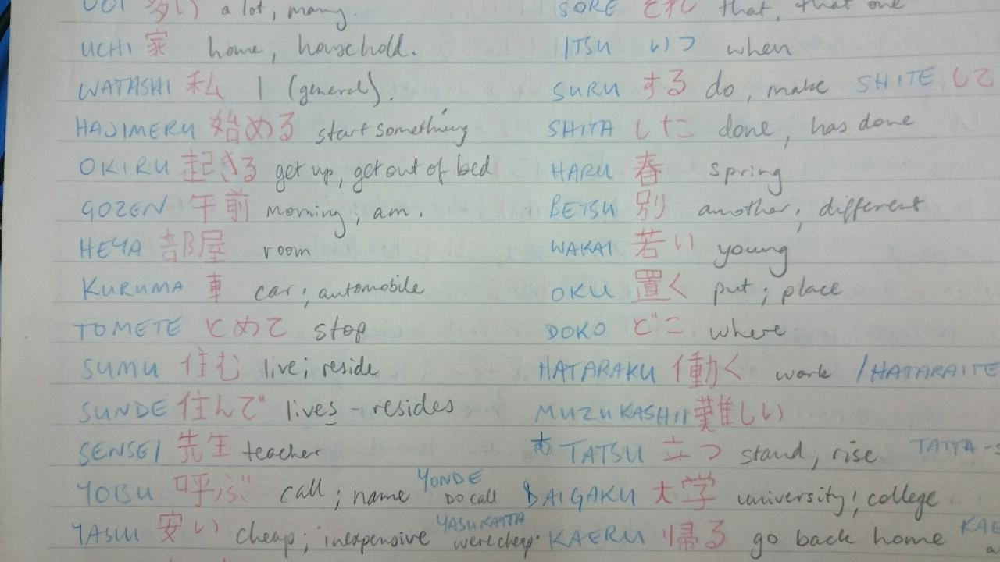 OOI 多い a lot, many.
UCHI 家 home, household.
WATASHI 私 I (general).
HAJIMERU 始める start something
OKIRU 起きる get up, get out of bed
GOZEN 午前 morning; am.
HEYA 部屋 room
KURUMA 車 car; automobile
TOMETE とめて stop
SUMU 住む live; reside
SUNDE 住んで lives - resides
SENSEI 先生 teacher
YOBU 呼ぶ call; name YONDE DO call
YASUI 安い cheap; inexpensive YASUKATTA were cheap.
SORE それ that, that one
ITSU いつ when
SURU する do, make SHITE して
SHITA した done, has done
HARU 春 spring
BETSU 別 another; different
WAKAI 若い young
OKU 置く put; place
DOKO どこ where
HATARAKU 働く work /HATARAITE
MUZUKASHII 難しい
TATSU 立つ stand, rise
DAIGAKU 大学 university; college
KAERU 帰る go back home KAE